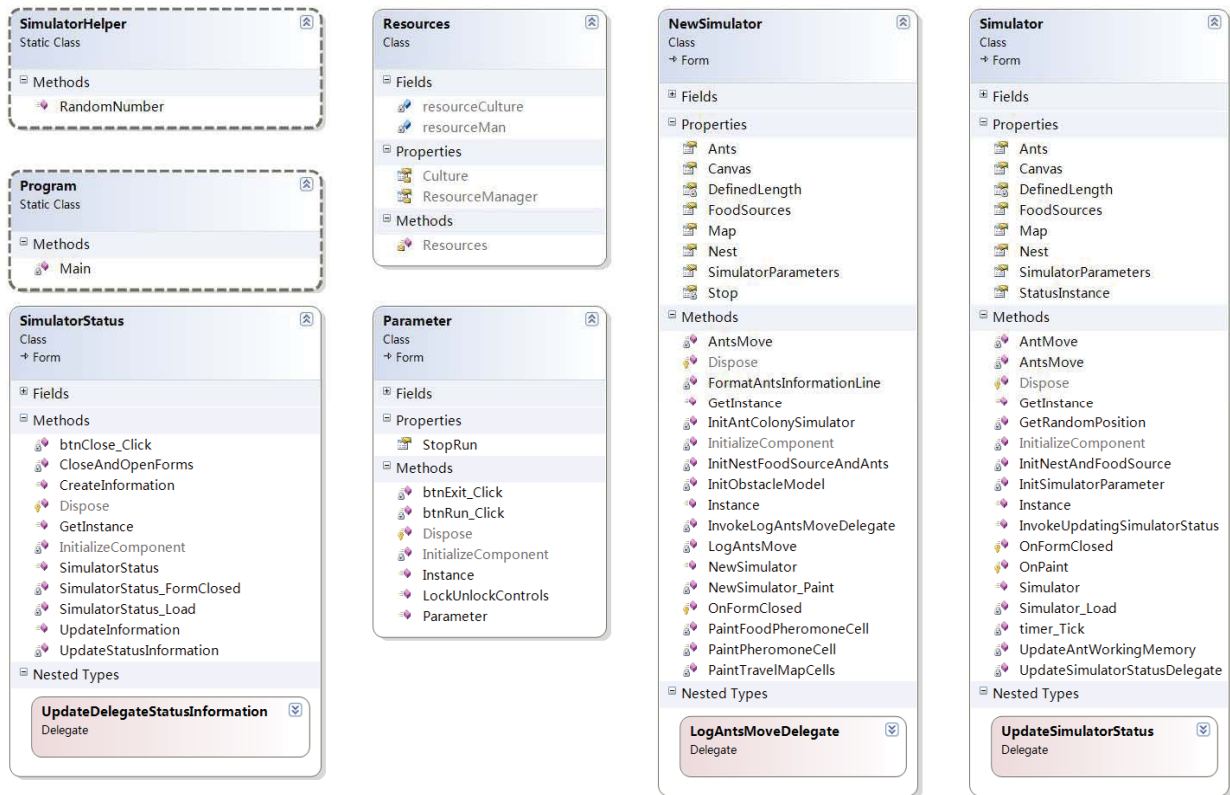 SimulatorHelper
Static Class
Methods
RandomNumber
Program
Static Class
Methods
Main
SimulatorStatus
Class
Form
Fields
Methods
btnClose_Click
CloseAndOpenForms
CreateInformation
Dispose
GetInstance
InitializeComponent
SimulatorStatus
SimulatorStatus_FormClosed
SimulatorStatus_Load
UpdateInformation
UpdateStatusInformation
Nested Types
UpdateDelegateStatusInformation
Delegate
Resources
Class
Fields
resourceCulture
resourceMan
Properties
Culture
ResourceManager
Methods
Resources
Parameter
Class
Form
Fields
Properties
StopRun
Methods
btnExit_Click
btnRun_Click
Dispose
InitializeComponent
Instance
LockUnlockControls
Parameter
NewSimulator
Class
Form
Fields
Properties
Ants
Canvas
DefinedLength
FoodSources
Map
Nest
SimulatorParameters
Stop
Methods
AntsMove
Dispose
FormatAntsInformationLine
GetInstance
InitAntColonySimulator
InitializeComponent
InitNestFoodSourceAndAnts
InitObstacleModel
Instance
InvokeLogAntsMoveDelegate
LogAntsMove
NewSimulator
NewSimulator_Paint
OnFormClosed
PaintFoodPheromoneCell
PaintPheromoneCell
PaintTravelMapCells
Nested Types
LogAntsMoveDelegate
Delegate
Simulator
Class
Form
Fields
Properties
Ants
Canvas
DefinedLength
FoodSources
Map
Nest
SimulatorParameters
StatusInstance
Methods
AntMove
AntsMove
Dispose
GetInstance
GetRandomPosition
InitializeComponent
InitNestAndFoodSource
InitSimulatorParameter
Instance
InvokeUpdatingSimulatorStatus
OnFormClosed
OnPaint
Simulator
Simulator_Load
timer_Tick
UpdateAntWorkingMemory
UpdateSimulatorStatusDelegate
Nested Types
UpdateSimulatorStatus
Delegate